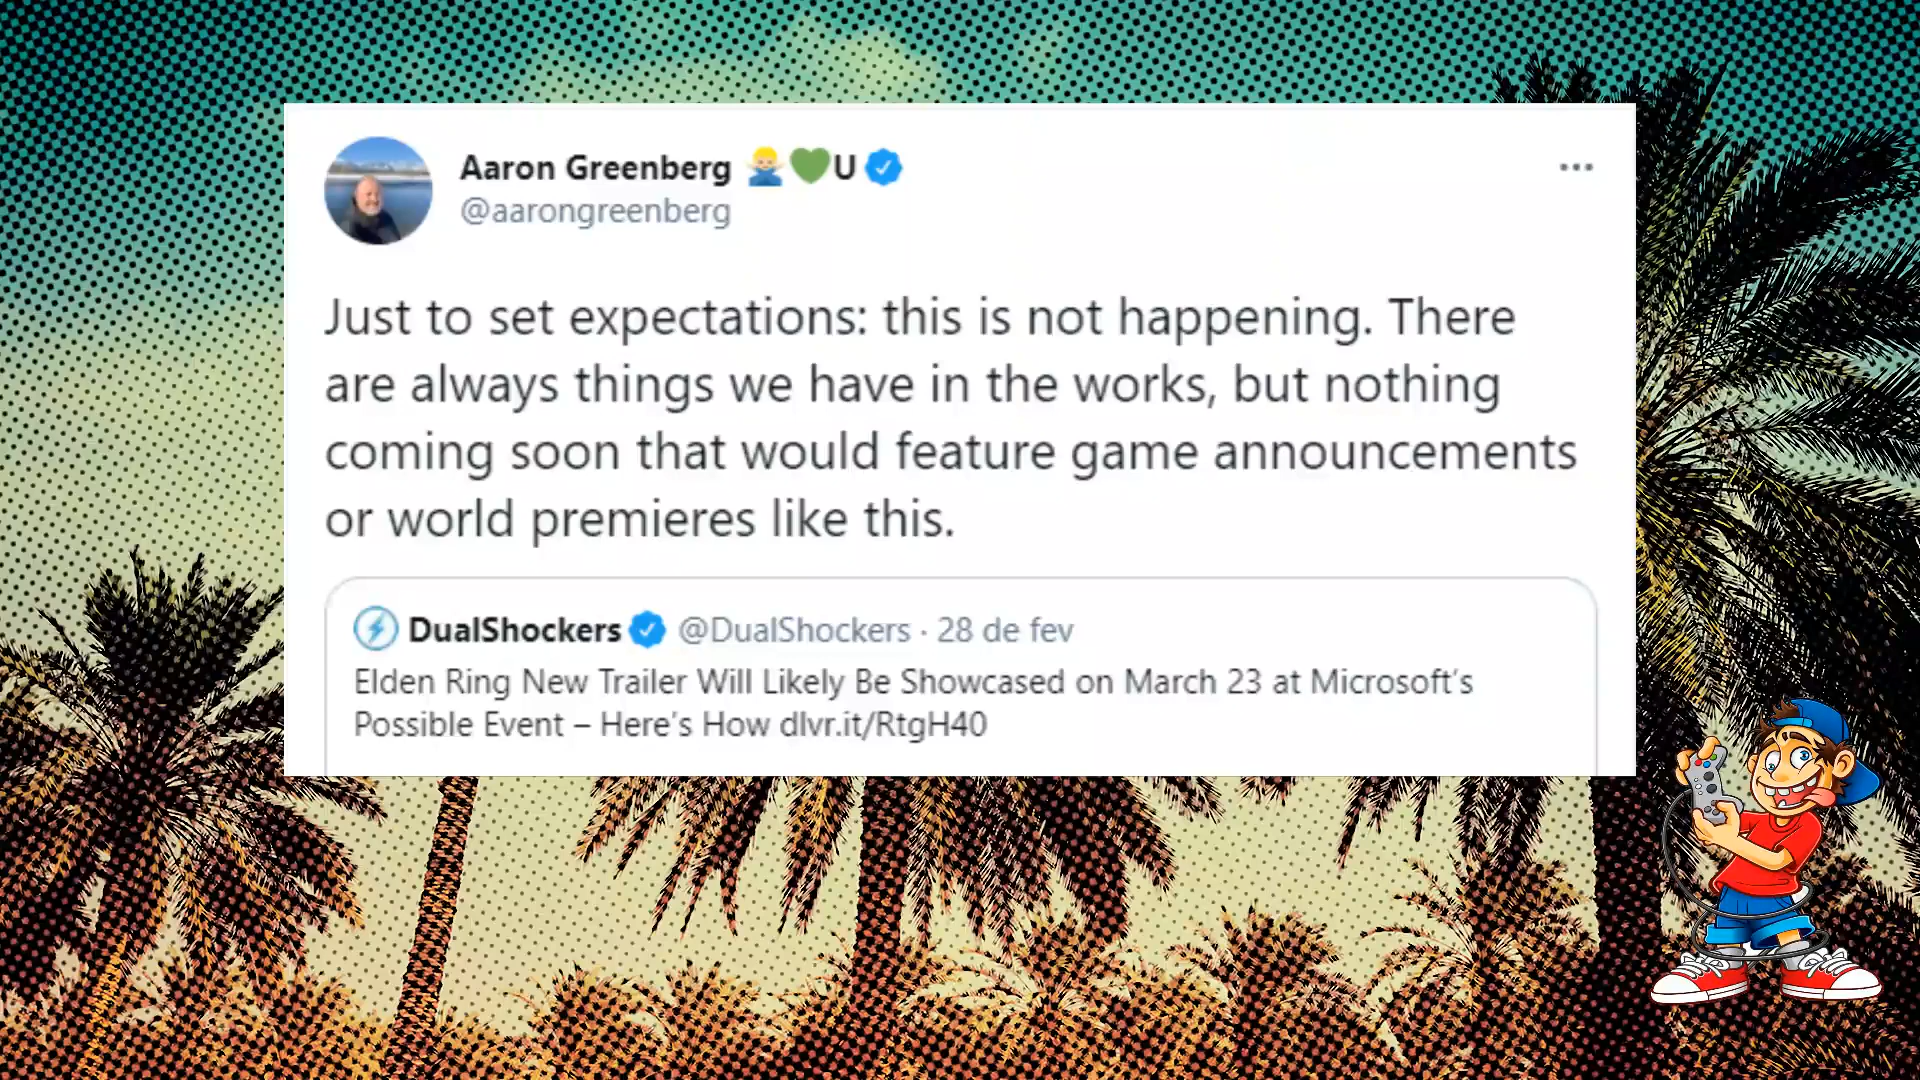 Aaron Greenberg 🙅🏼‍♂️💚U
@aarongreenberg
Just to set expectations: this is not happening. There
are always things we have in the works, but nothing
coming soon that would feature game announcements
or world premieres like this.
DualShockers @DualShockers · 28 de fev
Elden Ring New Trailer Will Likely Be Showcased on March 23 at Microsoft's
Possible Event – Here's How dlvr.it/RtgH40